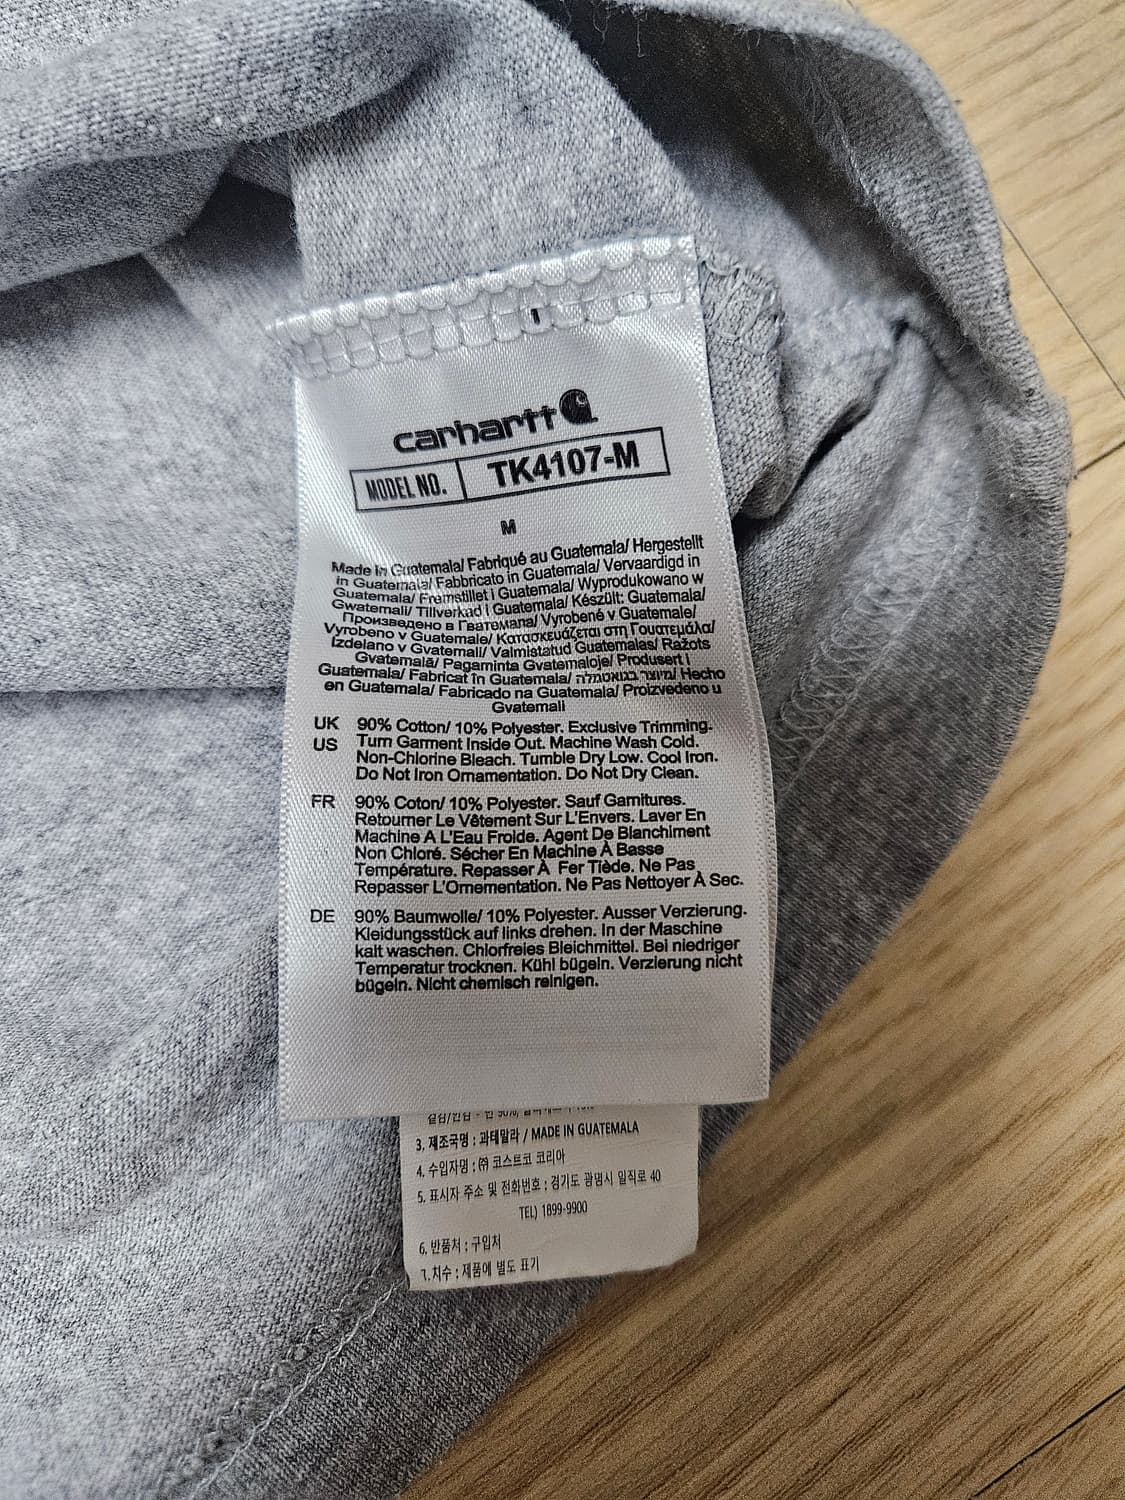 carhartt
MODEL NO. TK4107-M
M
Made in Guatemala/ Fabriqué au Guatemala/ Hergestellt
in Guatemala/ Fabbricato in Guatemala/ Vervaardigd in
Guatemala/ Fremstillet i Guatemala/ Wyprodukowano w
Gwatemali/ Tillverkad i Guatemala/ Készült: Guatemala/
Произведено в Гватемала/ Vyrobené v Guatemale/
Vyrobeno v Guatemale/ Κατασκευάζεται στη Γουατεμάλα/
Izdelano v Gvatemali/ Valmistatud Guatemalas/ Ražots
Gvatemalā/ Pagaminta Gvatemaloje/ Produsert i
Guatemala/ Fabricat în Guatemala/ מיוצר בגואטמלה/ Hecho
en Guatemala/ Fabricado na Guatemala/ Proizvedeno u
Gvatemali
UK 90% Cotton/ 10% Polyester. Exclusive Trimming.
US Turn Garment Inside Out. Machine Wash Cold.
Non-Chlorine Bleach. Tumble Dry Low. Cool Iron.
Do Not Iron Ornamentation. Do Not Dry Clean.
FR 90% Coton/ 10% Polyester. Sauf Garnitures.
Retourner Le Vêtement Sur L'Envers. Laver En
Machine A L'Eau Froide. Agent De Blanchiment
Non Chloré. Sécher En Machine À Basse
Température. Repasser À Fer Tiède. Ne Pas
Repasser L'Ornementation. Ne Pas Nettoyer À Sec.
DE 90% Baumwolle/ 10% Polyester. Ausser Verzierung.
Kleidungsstück auf links drehen. In der Maschine
kalt waschen. Chlorfreies Bleichmittel. Bei niedriger
Temperatur trocknen. Kühl bügeln. Verzierung nicht
bügeln. Nicht chemisch reinigen.
3. 제조국명 : 과테말라 / MADE IN GUATEMALA
4. 수입자명 : ㈜ 코스트코 코리아
5. 표시자 주소 및 전화번호 : 경기도 광명시 일직로 40
TEL) 1899-9900
6. 반품처 : 구입처
7. 치수 : 제품에 별도 표기